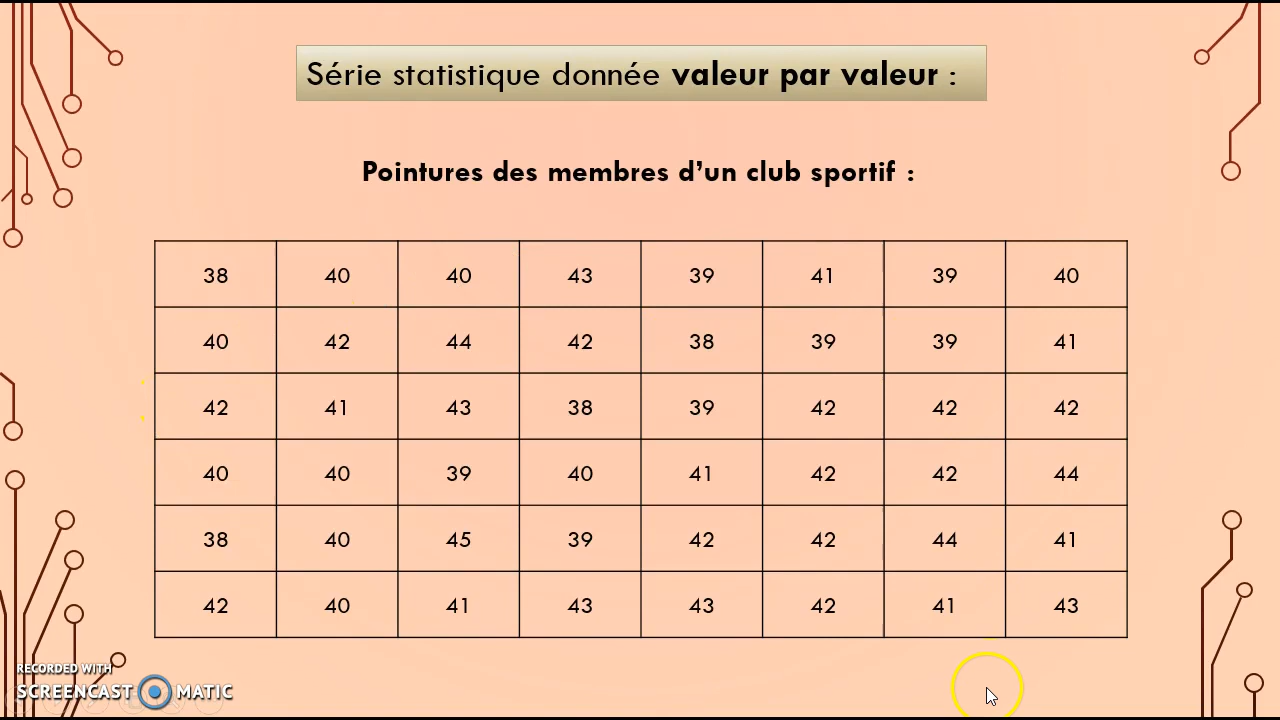 Série statistique donnée valeur par valeur :
Pointures des membres d’un club sportif :
38 40 40 43 39 41 39 40
40 42 44 42 38 39 39 41
42 41 43 38 39 42 42 42
40 40 39 40 41 42 42 44
38 40 45 39 42 42 44 41
42 40 41 43 43 42 41 43
RECORDED WITH
SCREENCAST MATIC